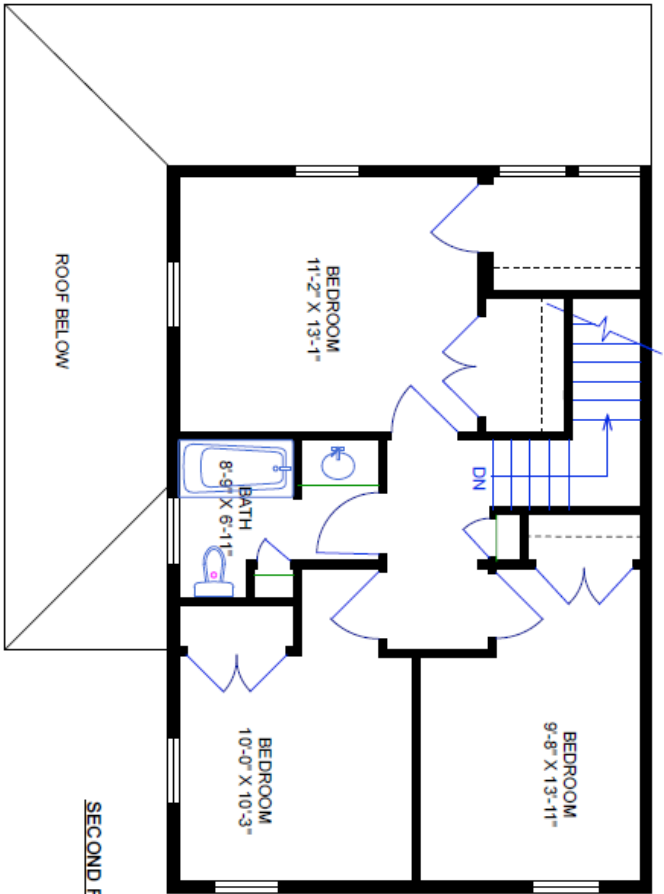 BEDROOM
11'-2" X 13'-1"
ROOF BELOW
DN
BATH
8'-9" X 6'-11"
BEDROOM
9'-8" X 13'-11"
BEDROOM
10'-0" X 10'-3"
SECOND